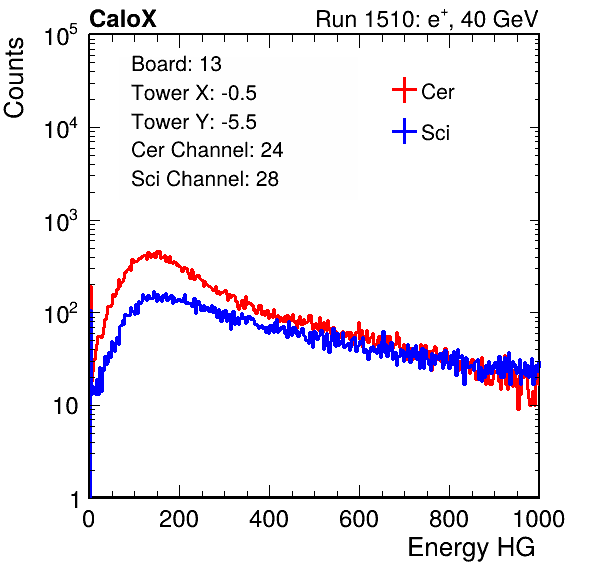 CaloX Run 1510: e⁺, 40 GeV
Counts
10⁵
10⁴
10³
10²
10
1
Board: 13
Tower X: -0.5
Tower Y: -5.5
Cer Channel: 24
Sci Channel: 28
Cer
Sci
0 200 400 600 800 1000
Energy HG